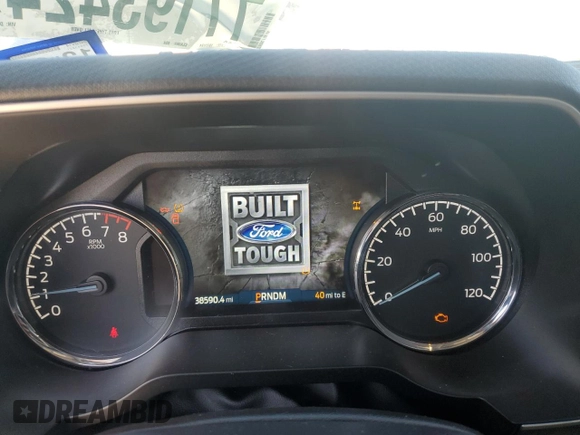 BUILT
Ford
TOUGH
0 1 2 3 4 5 6 7 8
RPM
x1000
0 20 40 60 80 100 120
MPH
38590.4 mi
PRNDM
40 mi to E
DREAMBID